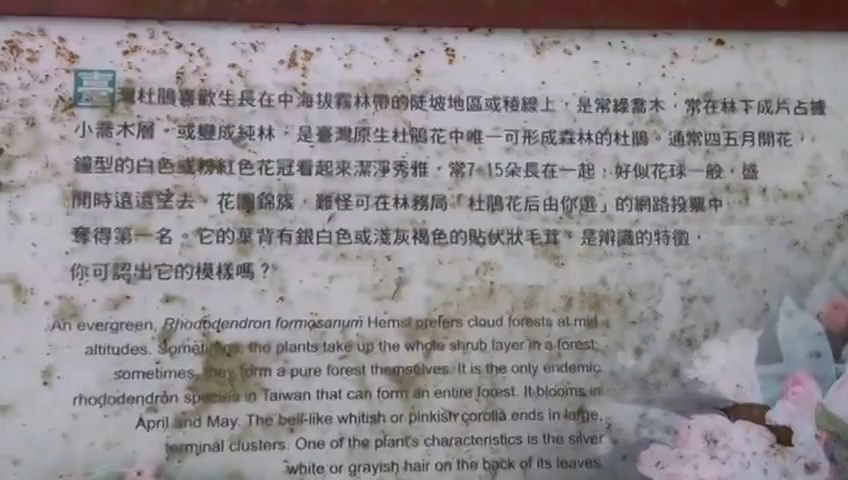 臺灣杜鵑喜歡生長在中海拔霧林帶的陡坡地區或稜線上，是常綠喬木，常在林下成片占據
小喬木層。或變成純林，是臺灣原生杜鵑花中唯一可形成森林的杜鵑。通常四五月開花，
鐘型的白色或粉紅色花冠看起來潔淨秀雅，常7-15朵長在一起，好似花球一般，盛
開時遠遠望去，花團錦簇，難怪可在林務局「杜鵑花后由你選」的網路投票中
奪得第一名。它的葉背有銀白色或淺灰褐色的貼伏狀毛茸，是辨識的特徵，
你可認出它的模樣嗎？
An evergreen, Rhododendron formosanum Hemsl prefers cloud forests at mid
altitudes. Sometimes, the plants take up the whole shrub layer in a forest;
sometimes, they form a pure forest themselves. It is the only endemic
rhododendron species in Taiwan that can form an entire forest. It blooms in
April and May. The bell-like whitish or pinkish corolla ends in large,
terminal clusters. One of the plant's characteristics is the silver
white or grayish hair on the back of its leaves.